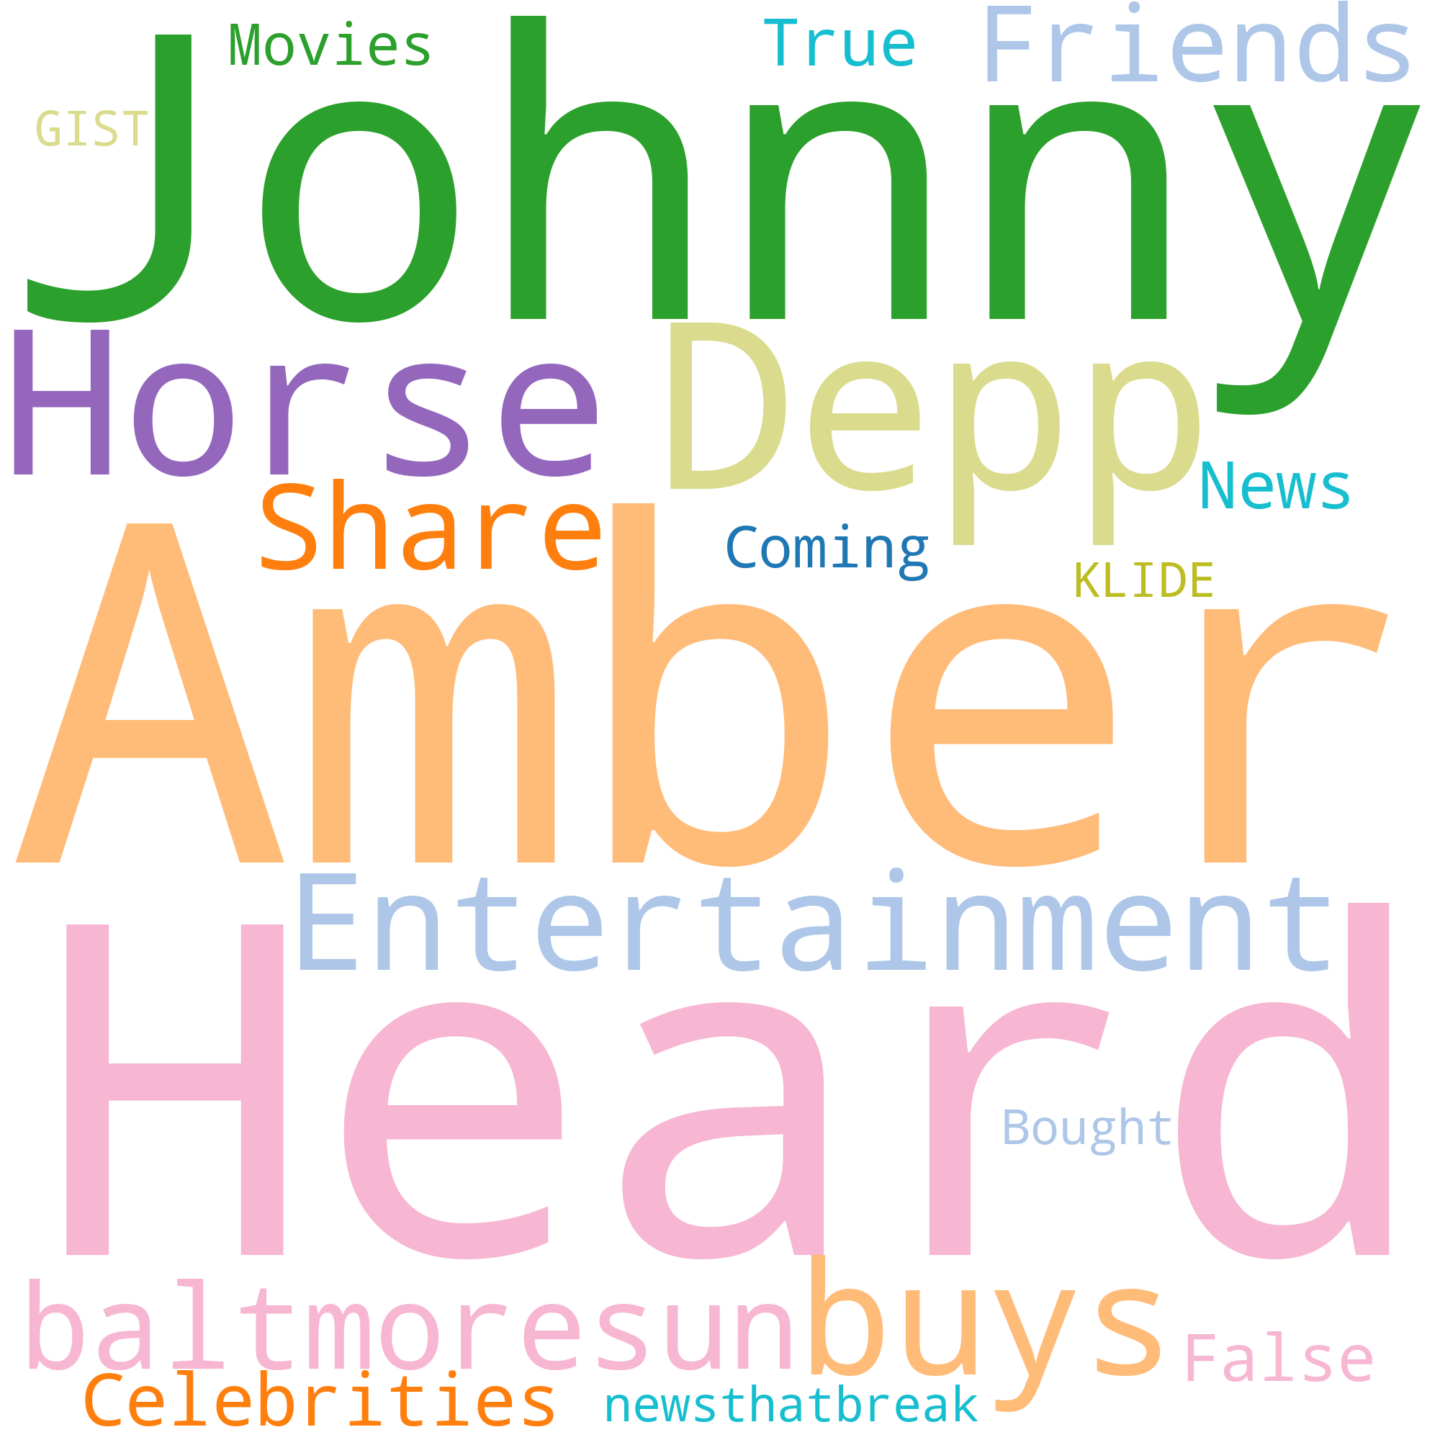 Movies True Friends
GIST
Johnny
Horse Depp
Share News
Coming
KLIDE
Amber
Entertainment
Heard
Bought
baltmoresun buys
False
Celebrities newsthatbreak